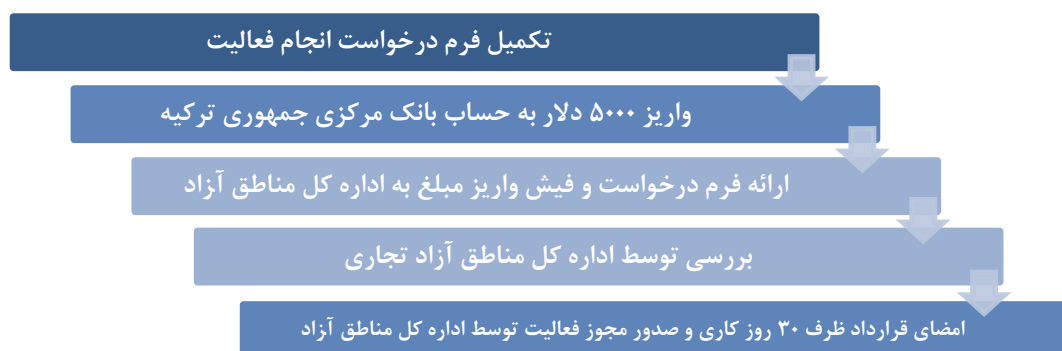 تکمیل فرم درخواست انجام فعالیت
واریز ۵۰۰۰ دلار به حساب بانک مرکزی جمهوری ترکیه
ارائه فرم درخواست و فیش واریز مبلغ به اداره کل مناطق آزاد
بررسی توسط اداره کل مناطق آزاد تجاری
امضای قرارداد ظرف ۳۰ روز کاری و صدور مجوز فعالیت توسط اداره کل مناطق آزاد